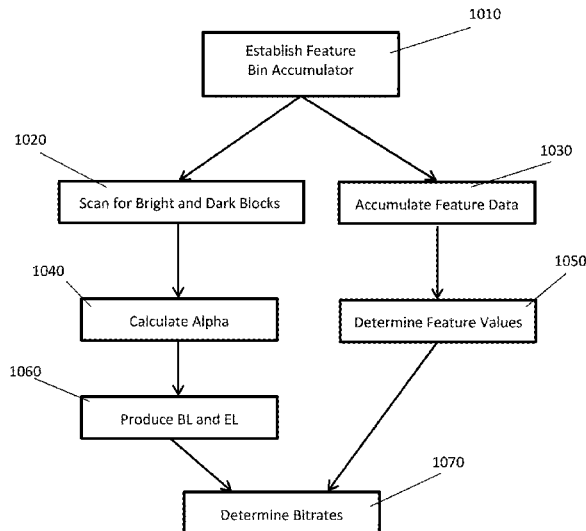 1010
Establish Feature
Bin Accumulator
1020
1030
Scan for Bright and Dark Blocks
Accumulate Feature Data
1040
1050
Calculate Alpha
Determine Feature Values
1060
Produce BL and EL
1070
Determine Bitrates